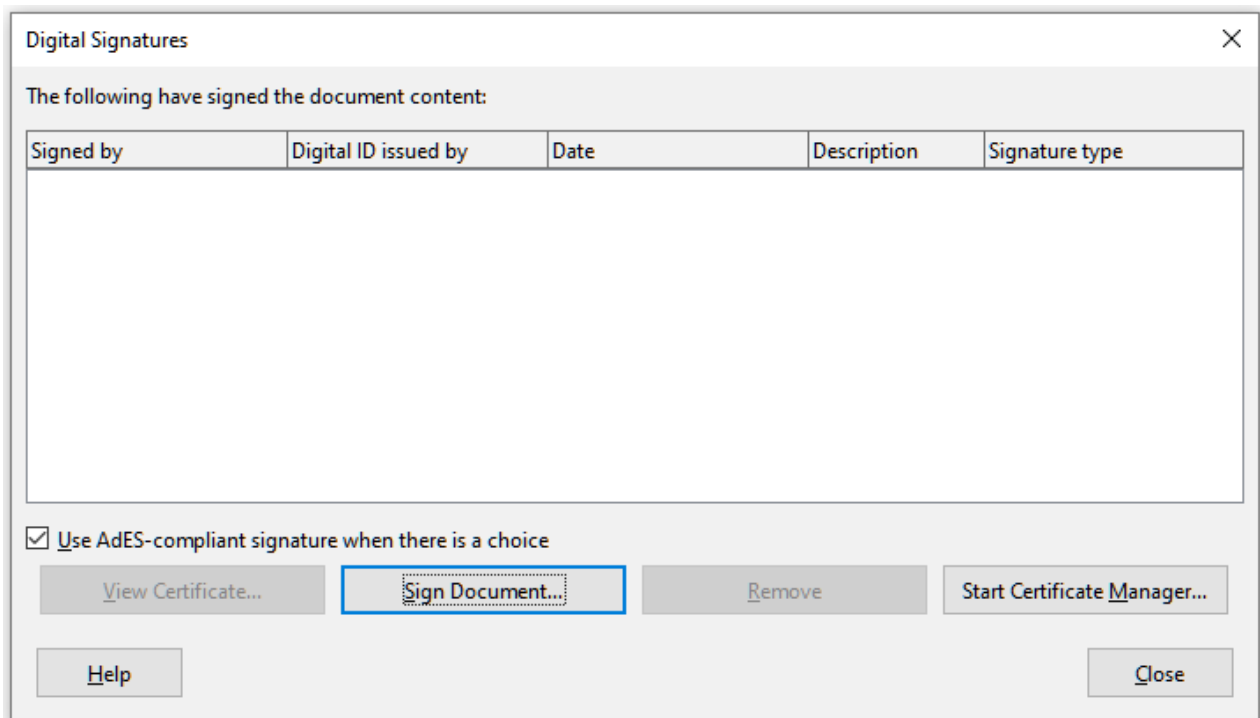 Digital Signatures
The following have signed the document content:
Signed by Digital ID issued by Date Description Signature type
Use AdES-compliant signature when there is a choice
View Certificate... Sign Document... Remove Start Certificate Manager...
Help Close